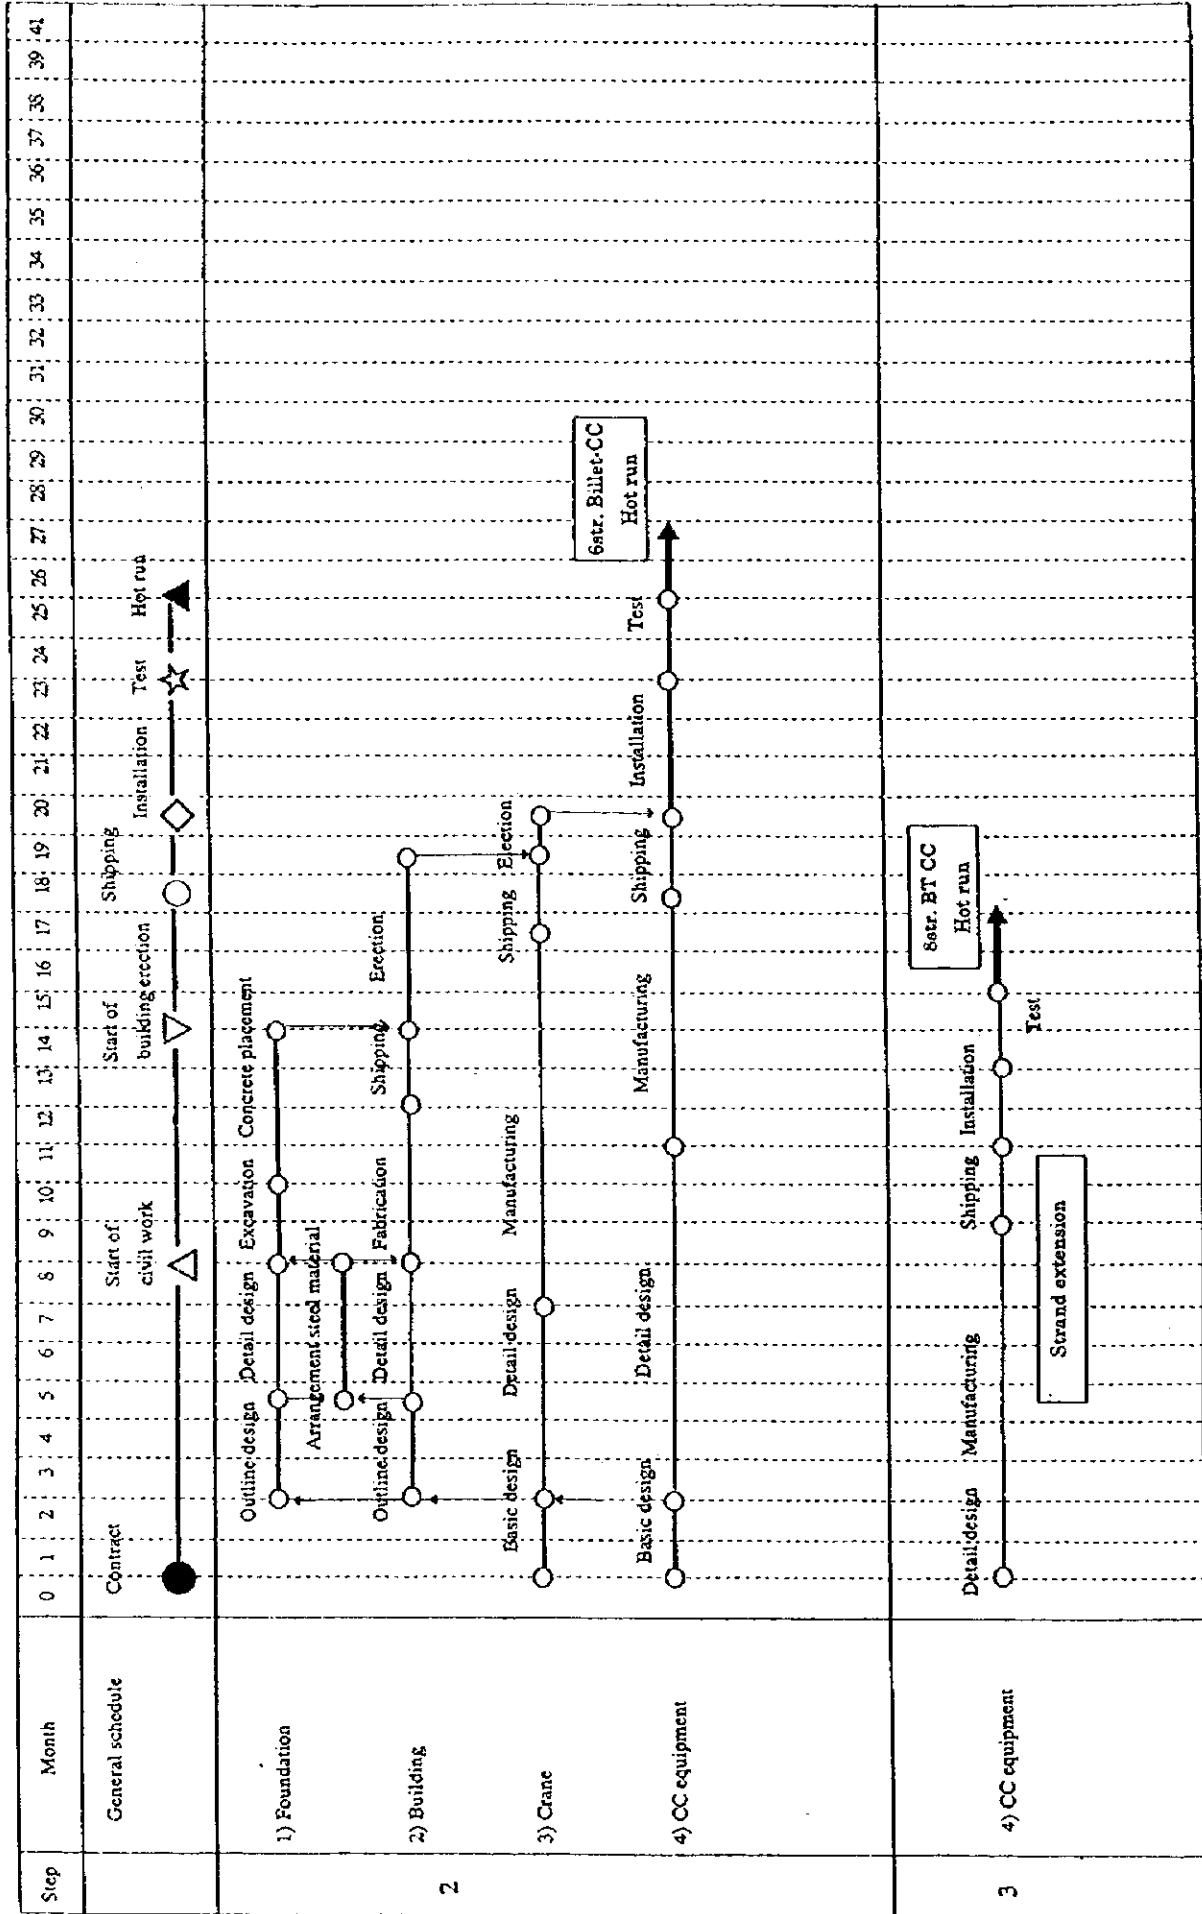 Step Month 0 1 2 3 4 5 6 7 8 9 10 11 12 13 14 15 16 17 18 19 20 21 22 23 24 25 26 27 28 29 30 31 32 33 34 35 36 37 38 39 41
General schedule
Contract
Start of
civil work
Start of
building erection
Shipping
Installation
Test
Hot run
2
1) Foundation
Outline design Detail design Excavation Concrete placement
Arrangement steel material
2) Building
Outline design Detail design Fabrication Shipping Erection
3) Crane
Basic design Detail design Manufacturing Shipping Erection
4) CC equipment
Basic design Detail design Manufacturing Shipping Installation Test
6str. Billet-CC
Hot run
3
4) CC equipment
Detail design Manufacturing Shipping Installation
Test
8str. BT CC
Hot run
Strand extension